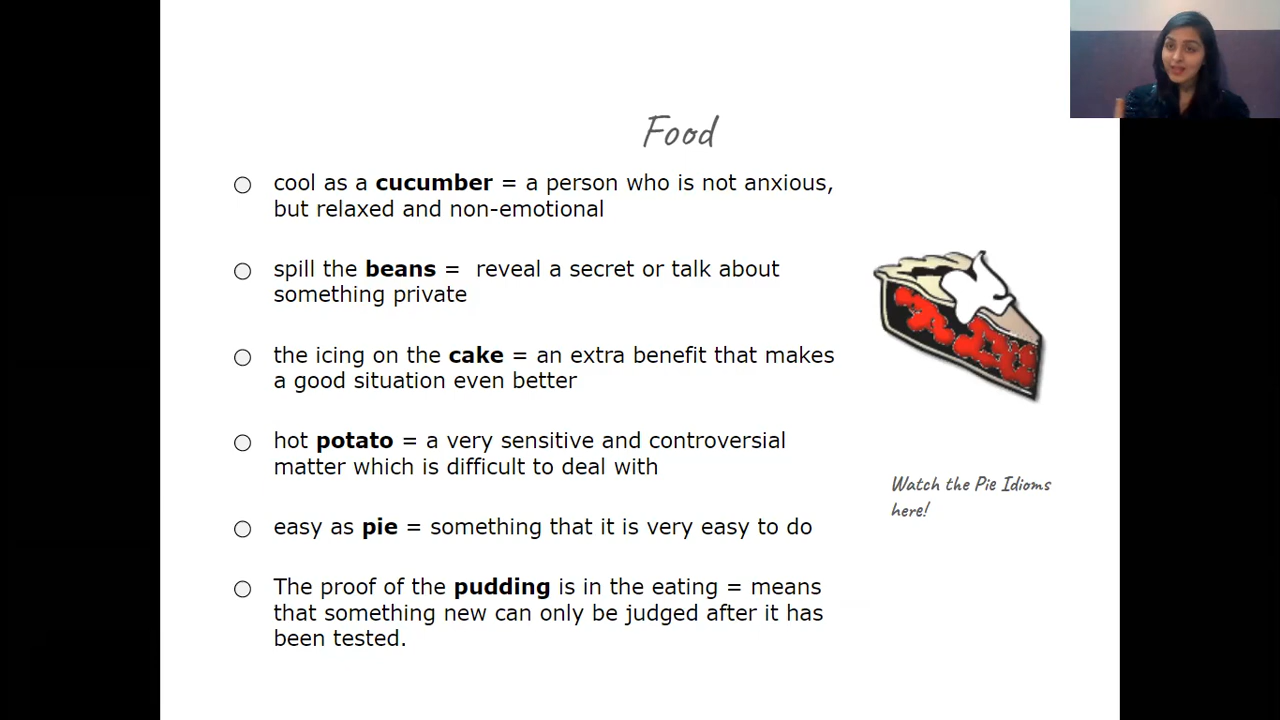 Food
cool as a cucumber = a person who is not anxious,
but relaxed and non-emotional
spill the beans =  reveal a secret or talk about
something private
the icing on the cake = an extra benefit that makes
a good situation even better
hot potato = a very sensitive and controversial
matter which is difficult to deal with
easy as pie = something that it is very easy to do
The proof of the pudding is in the eating = means
that something new can only be judged after it has
been tested.
Watch the Pie Idioms
here!